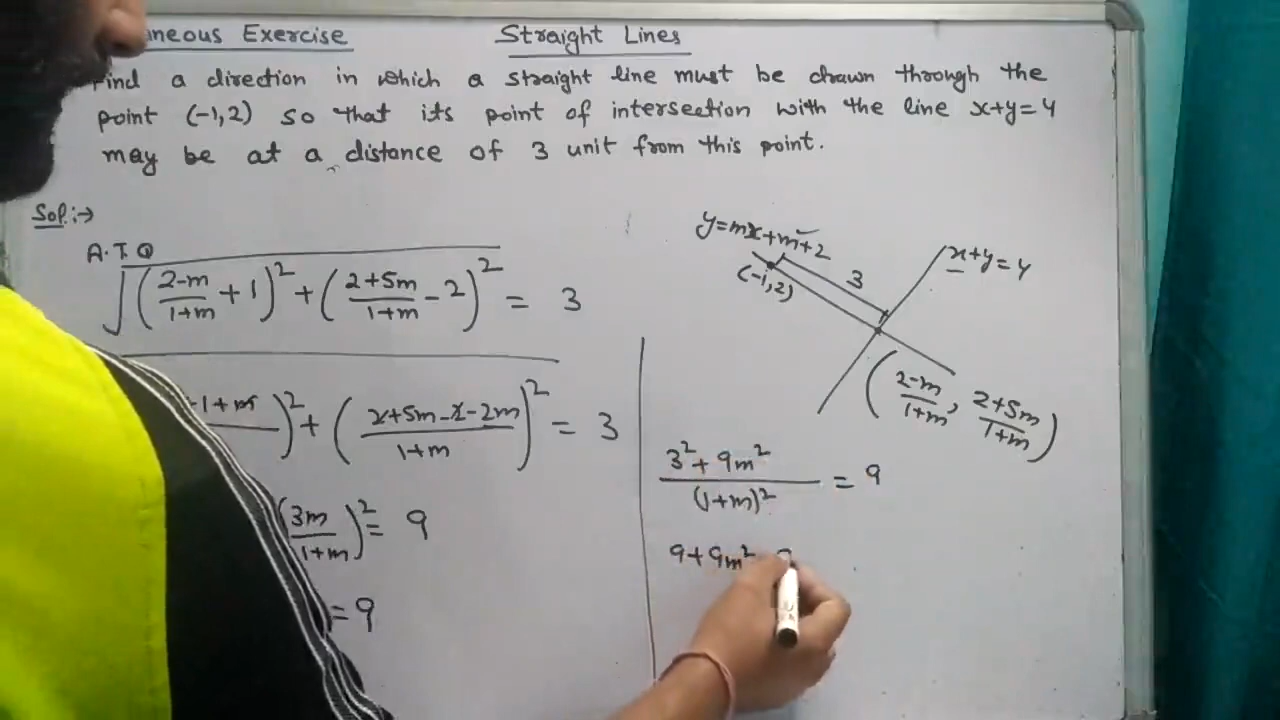 neous Exercise Straight Lines
Find a direction in which a straight line must be drawn through the
point (-1,2) so that its point of intersection with the line x+y=4
may be at a distance of 3 unit from this point.
Sol:→
A.T.Q
√((2-m/1+m + 1)² + (2+5m/1+m - 2)²) = 3
-1+m)² + (2+5m-2-2m/1+m)² = 3
(3m/1+m)² = 9
=9
y=mx+m+2
(-1,2)
3
x+y=4
(2-m/1+m, 2+5m/1+m)
3²+9m²/(1+m)² = 9
9+9m²